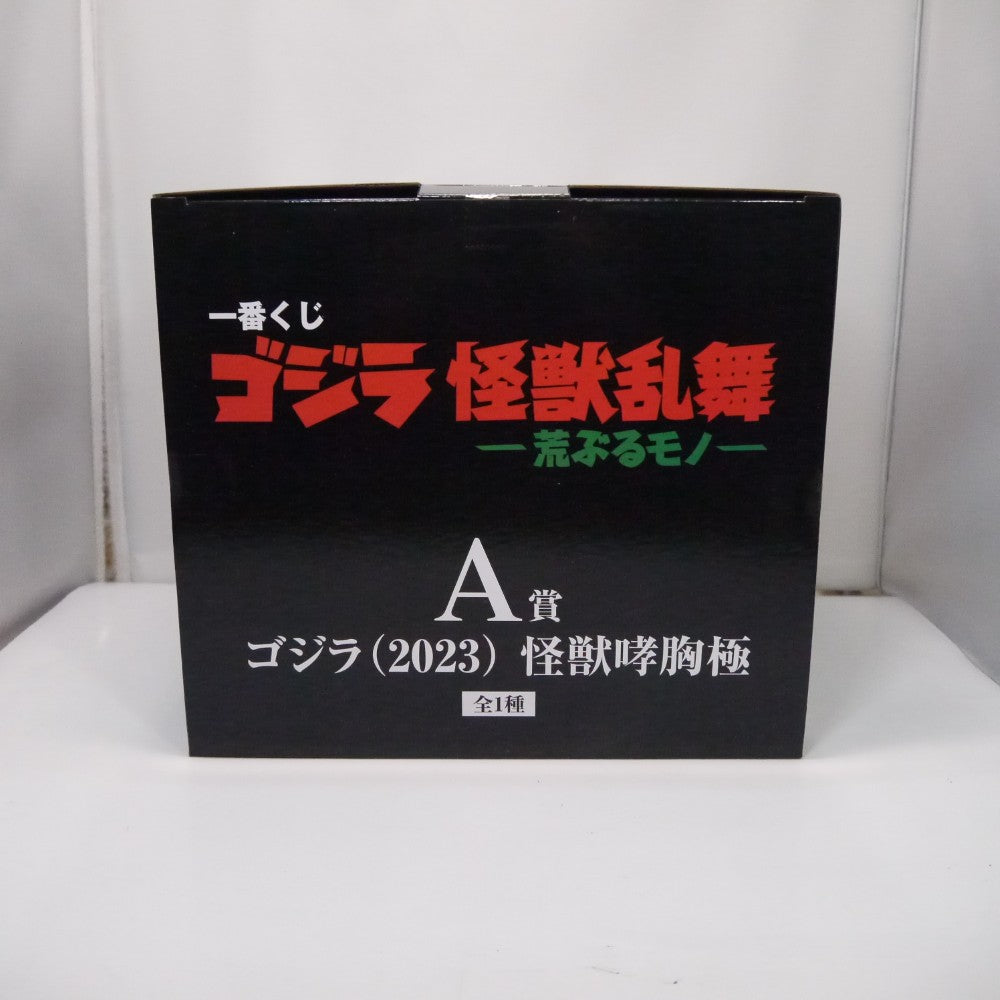 一番くじ
ゴジラ 怪獣乱舞
―荒ぶるモノ―
A賞
ゴジラ(2023) 怪獣哮胸極
全1種